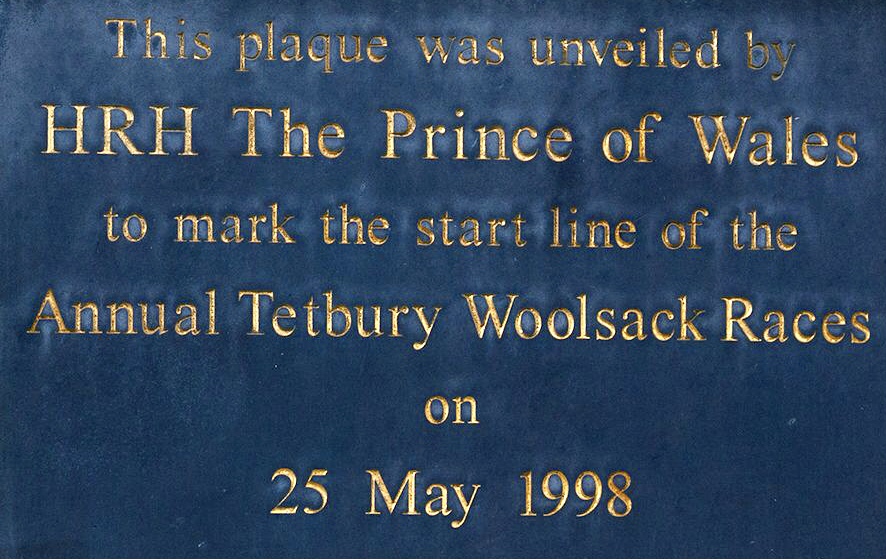 This plaque was unveiled by
HRH The Prince of Wales
to mark the start line of the
Annual Tetbury Woolsack Races
on
25 May 1998